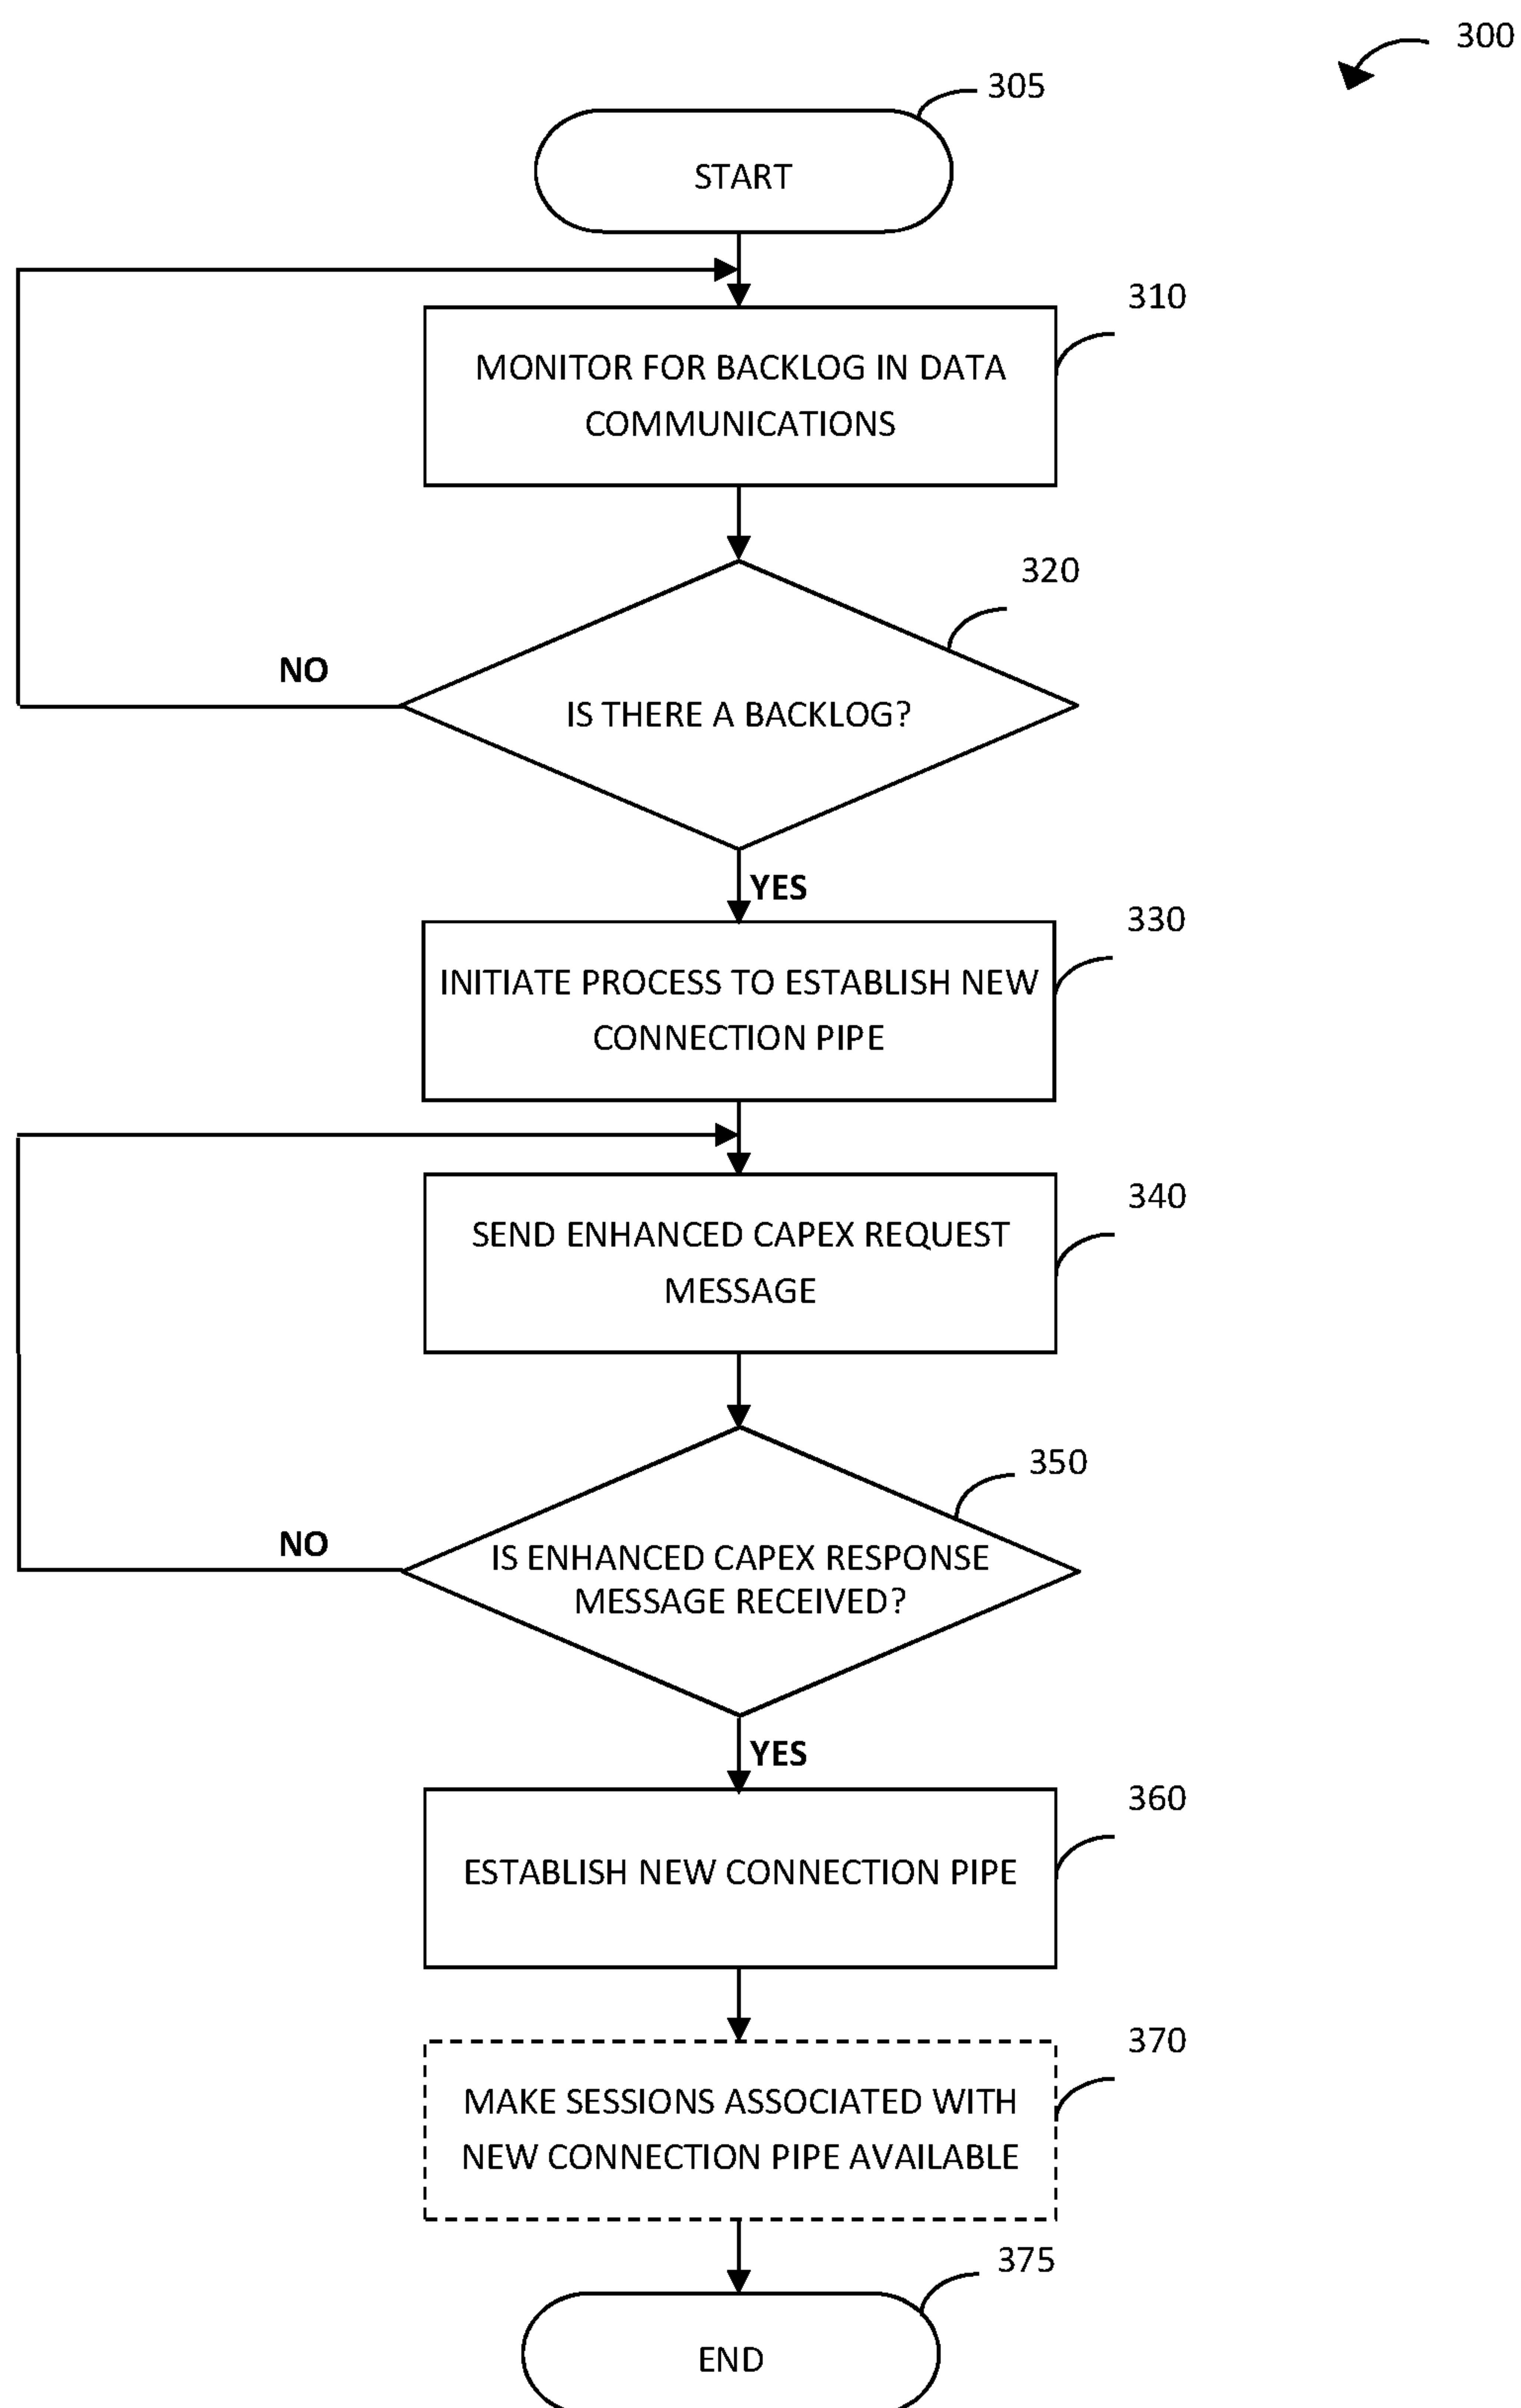 300
305
START
310
MONITOR FOR BACKLOG IN DATA
COMMUNICATIONS
320
NO
IS THERE A BACKLOG?
YES
330
INITIATE PROCESS TO ESTABLISH NEW
CONNECTION PIPE
340
SEND ENHANCED CAPEX REQUEST
MESSAGE
350
NO
IS ENHANCED CAPEX RESPONSE
MESSAGE RECEIVED?
YES
360
ESTABLISH NEW CONNECTION PIPE
370
MAKE SESSIONS ASSOCIATED WITH
NEW CONNECTION PIPE AVAILABLE
375
END